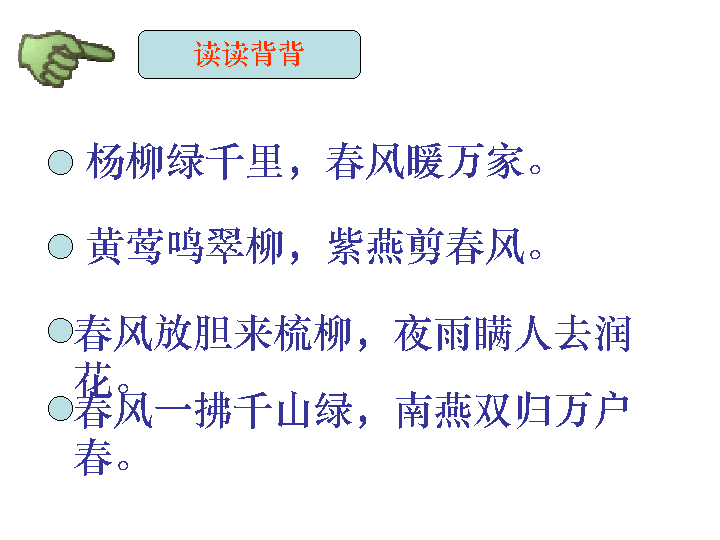 读读背背
杨柳绿千里，春风暖万家。
黄莺鸣翠柳，紫燕剪春风。
春风放胆来梳柳，夜雨瞒人去润
花。
春风一拂千山绿，南燕双归万户
春。